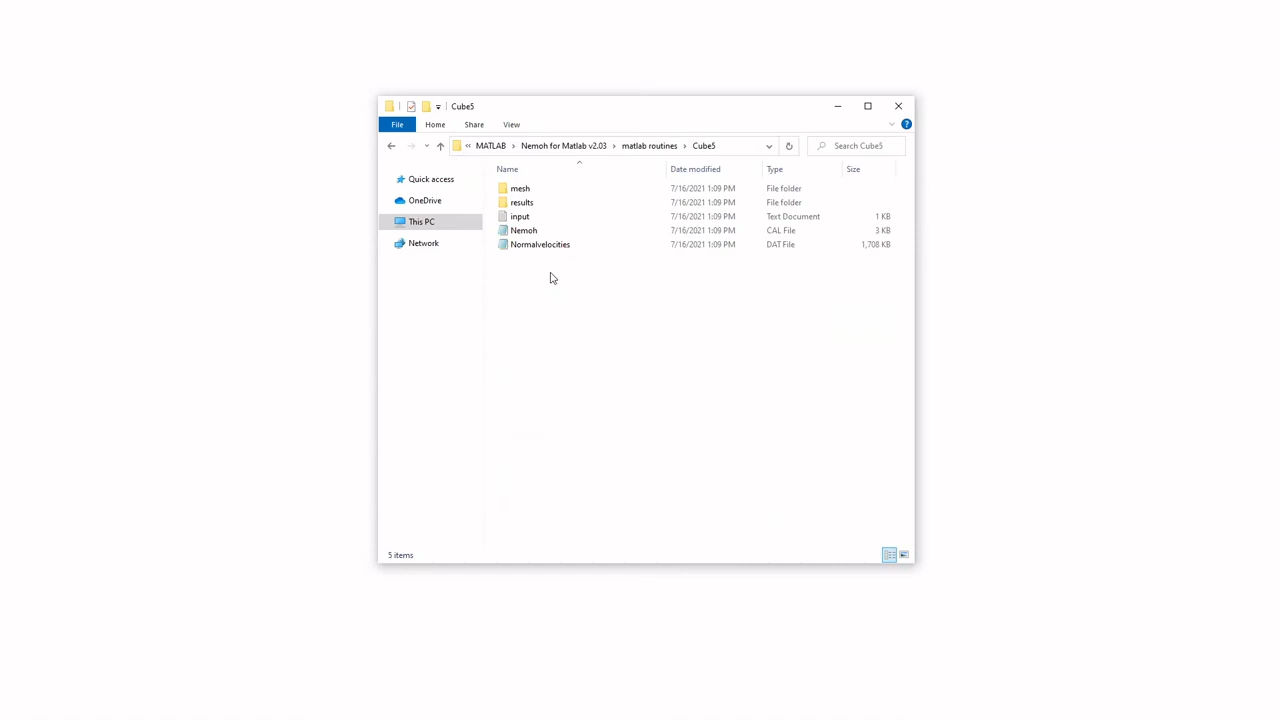 Cube5
File Home Share View
« MATLAB › Nemoh for Matlab v2.03 › matlab routines › Cube5 Search Cube5
Name Date modified Type Size
Quick access
OneDrive
This PC
Network
mesh 7/16/2021 1:09 PM File folder
results 7/16/2021 1:09 PM File folder
input 7/16/2021 1:09 PM Text Document 1 KB
Nemoh 7/16/2021 1:09 PM CAL File 3 KB
Normalvelocities 7/16/2021 1:09 PM DAT File 1,708 KB
5 items